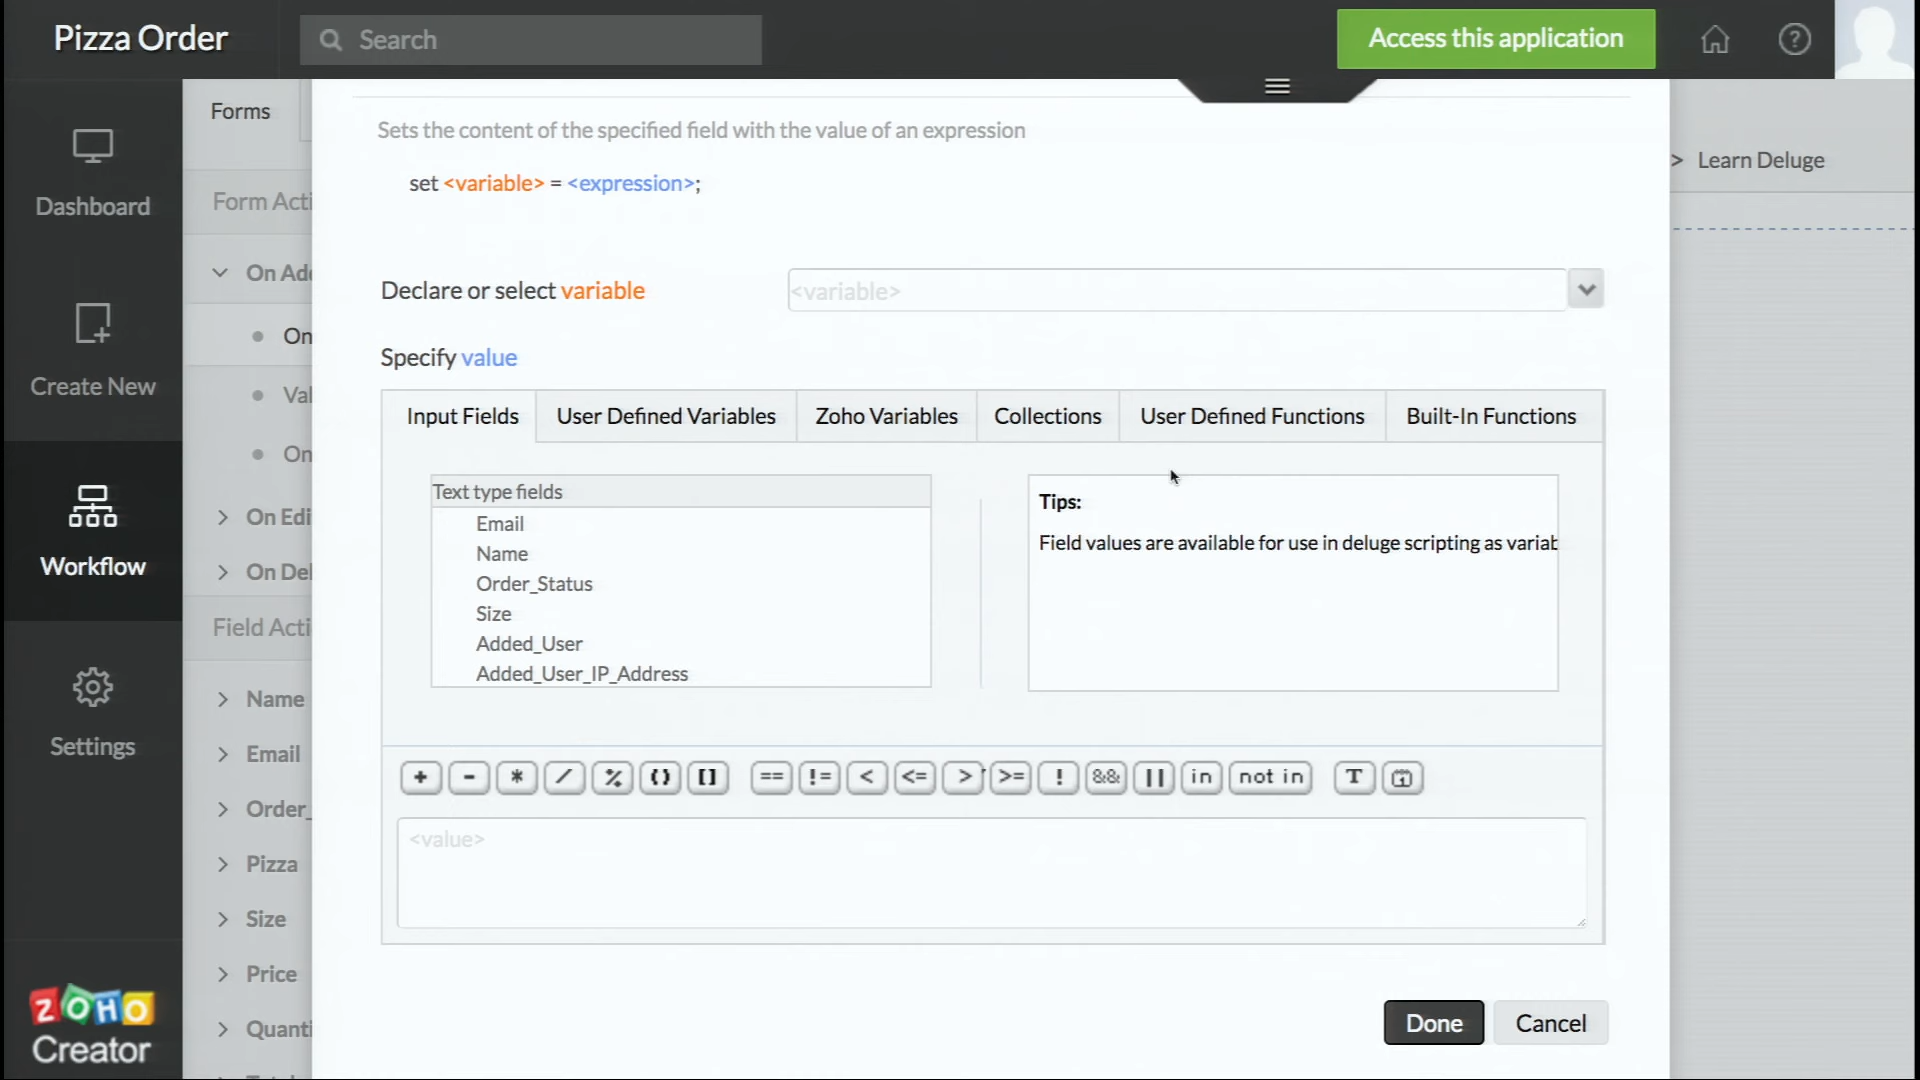 Pizza Order
Search
Access this application
Forms
Sets the content of the specified field with the value of an expression
> Learn Deluge
Dashboard
Form Acti
set <variable> = <expression>;
On Add
Declare or select variable
<variable>
On
Create New
Specify value
Val
Input Fields
User Defined Variables
Zoho Variables
Collections
User Defined Functions
Built-In Functions
On
Text type fields
Email
Name
Order_Status
Size
Added_User
Added_User_IP_Address
Tips:
Field values are available for use in deluge scripting as variab
On Edi
Workflow
On Del
Field Acti
Name
Settings
Email
+ - * / % () [] == != < <= > >= ! && || in not in T
Order_
<value>
Pizza
Size
Price
ZOHO
Creator
Quanti
Done
Cancel